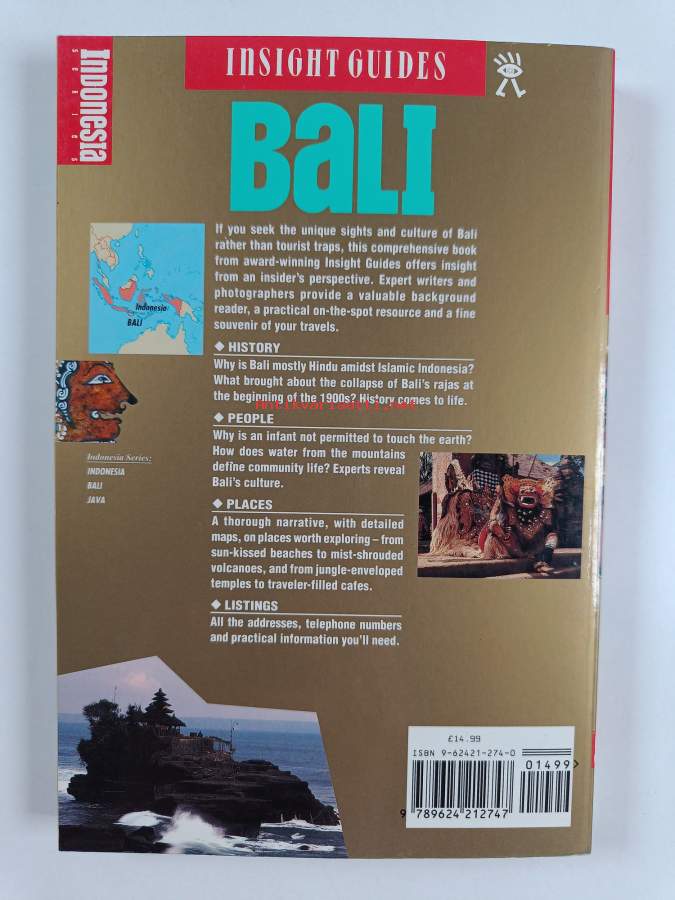 INDONESIA
SERIES
INSIGHT GUIDES
BaLI
If you seek the unique sights and culture of Bali
rather than tourist traps, this comprehensive book
from award-winning Insight Guides offers insight
from an insider's perspective. Expert writers and
photographers provide a valuable background
reader, a practical on-the-spot resource and a fine
souvenir of your travels.
Indonesia
BALI
◆ HISTORY
Why is Bali mostly Hindu amidst Islamic Indonesia?
What brought about the collapse of Bali's rajas at
the beginning of the 1900s? History comes to life.
Antikvariaatti.net
◆ PEOPLE
Why is an infant not permitted to touch the earth?
How does water from the mountains
define community life? Experts reveal
Bali's culture.
Indonesia Series:
INDONESIA
BALI
JAVA
◆ PLACES
A thorough narrative, with detailed
maps, on places worth exploring – from
sun-kissed beaches to mist-shrouded
volcanoes, and from jungle-enveloped
temples to traveler-filled cafes.
◆ LISTINGS
All the addresses, telephone numbers
and practical information you'll need.
£14.99
ISBN 9-62421-274-0
01499>
9 789624 212747